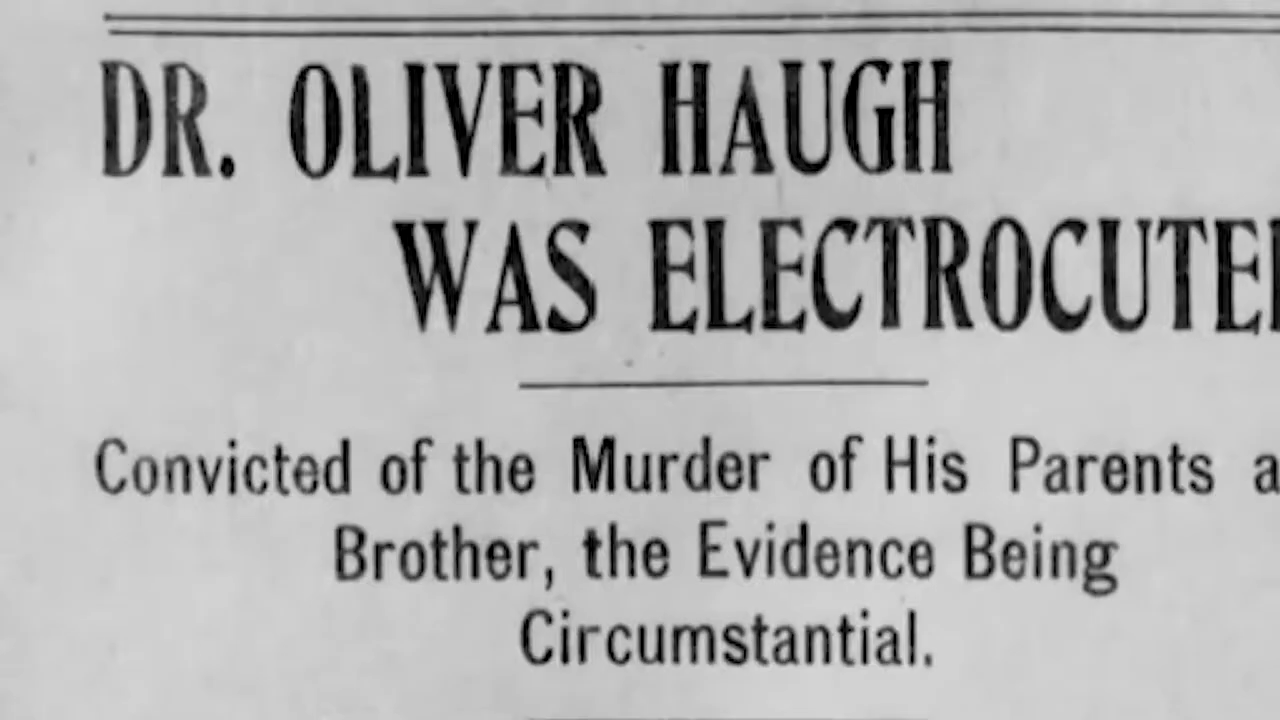 DR. OLIVER HAUGH
WAS ELECTROCUTE
Convicted of the Murder of His Parents a
Brother, the Evidence Being
Circumstantial.